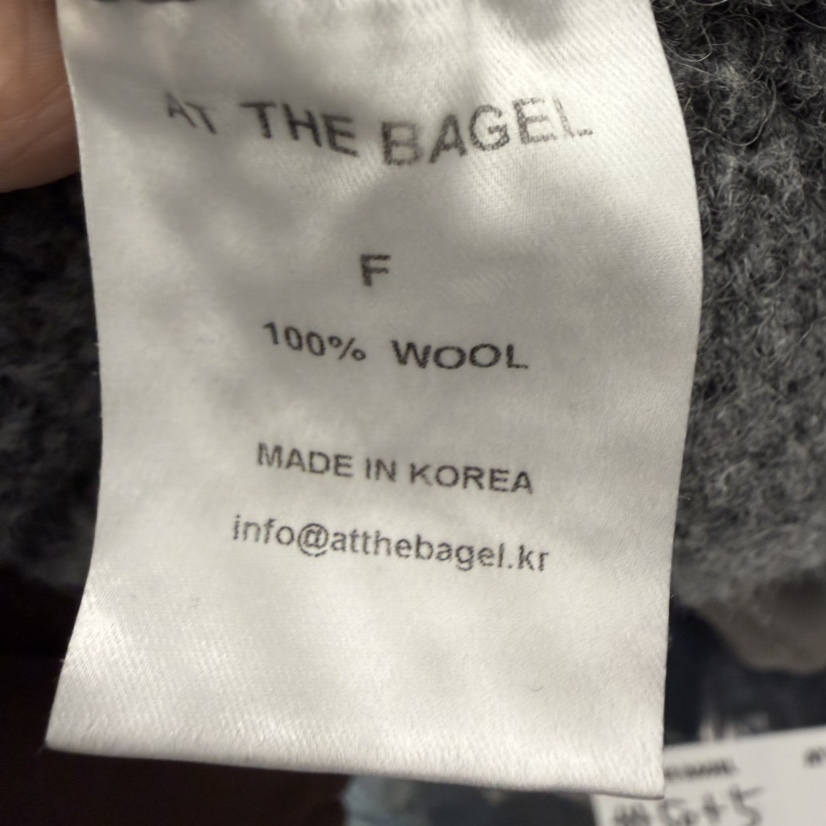 AT THE BAGEL
F
100% WOOL
MADE IN KOREA
info@atthebagel.kr